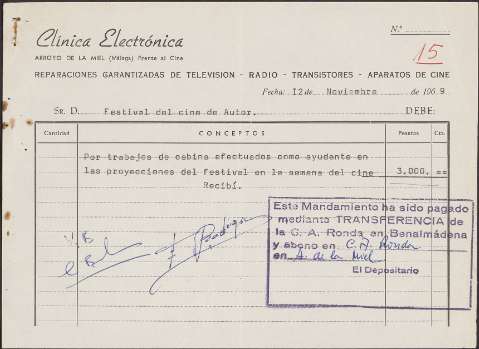 Clínica Electrónica
N.º
15
ARROYO DE LA MIEL (Málaga) Frente al Cine
REPARACIONES GARANTIZADAS DE TELEVISION - RADIO - TRANSISTORES - APARATOS DE CINE
Fecha: 12 de Noviembre de 1969.
SR. D. Festival del cine de Autor. DEBE:
Cantidad CONCEPTOS Pesetas Cts.
Por trabajos de cabina efectuados como ayudante en
las proyecciones del festival en la semana del cine 3,000, ==
Recibí.
Este Mandamiento ha sido pagado
mediante TRANSFERENCIA de
la C. A. Ronda en Benalmádena
y abono en C. A. Ronda
en A. de la Miel
El Depositario